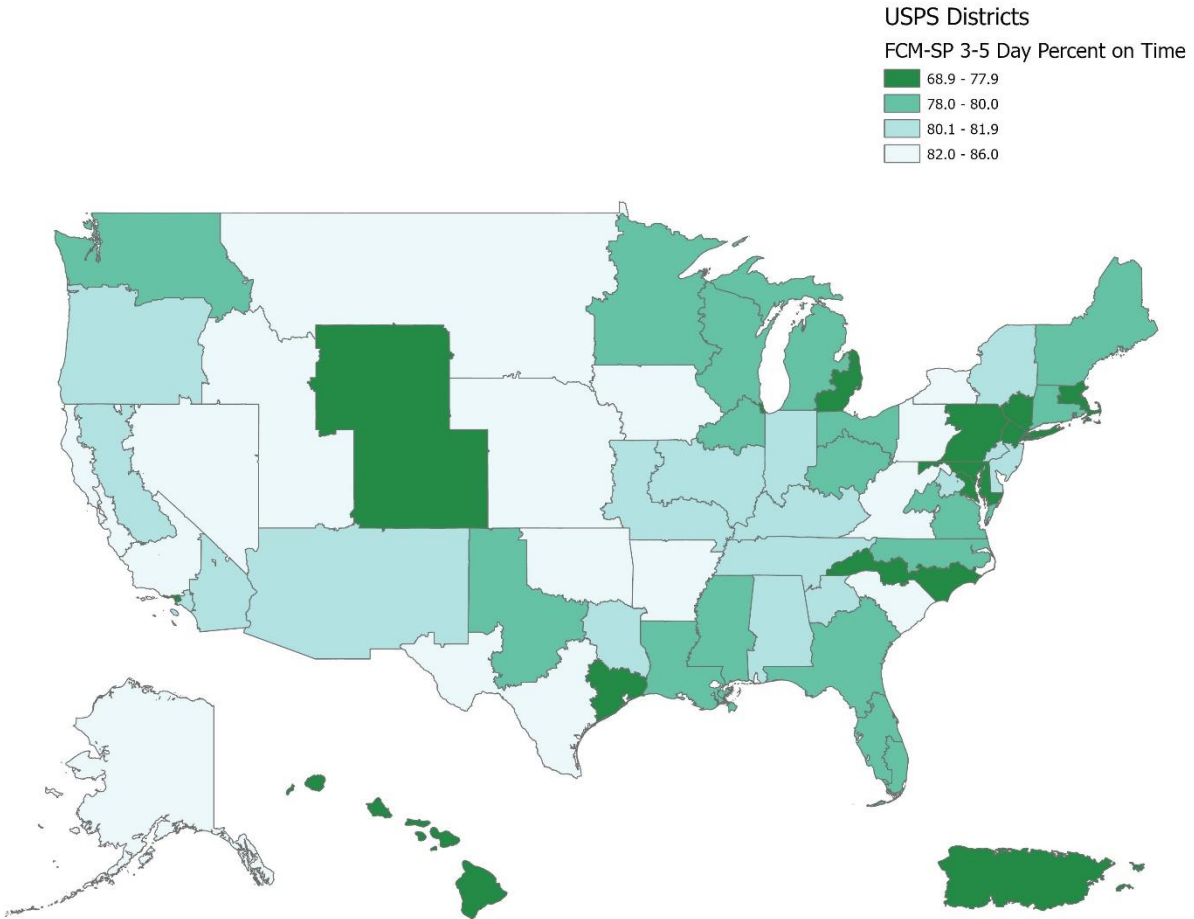 USPS Districts
FCM-SP 3-5 Day Percent on Time
68.9 - 77.9
78.0 - 80.0
80.1 - 81.9
82.0 - 86.0